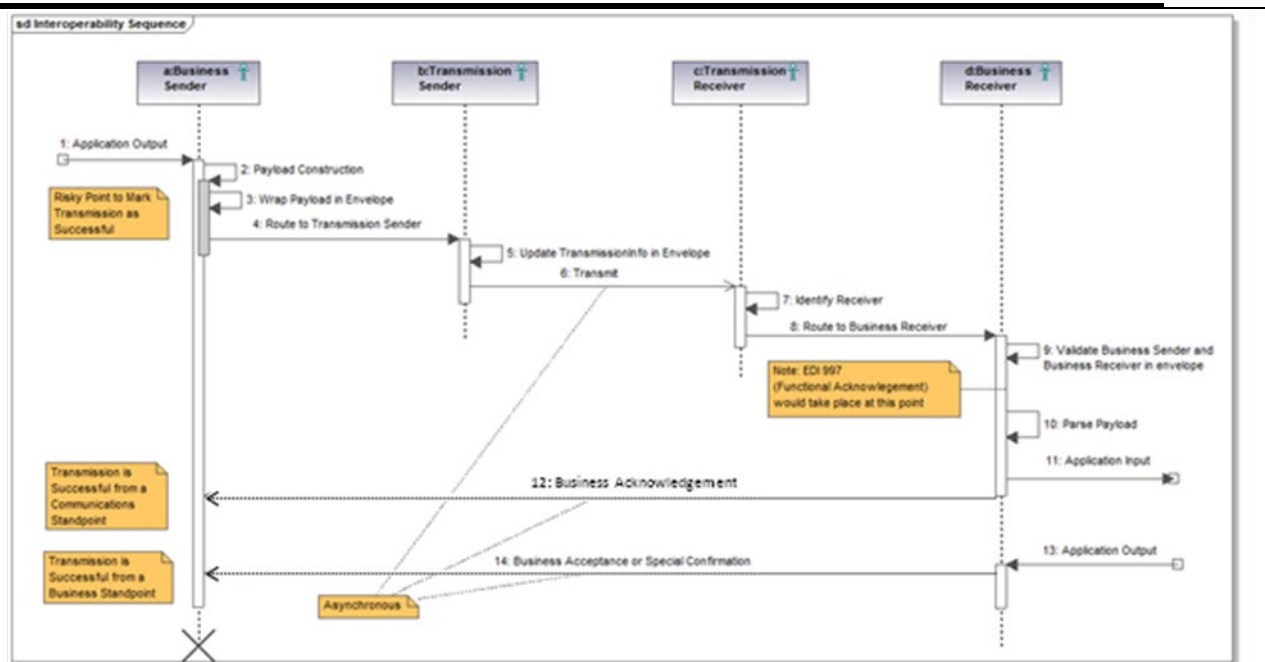 sd Interoperability Sequence
a:Business
Sender
b:Transmission
Sender
c:Transmission
Receiver
d:Business
Receiver
1: Application Output
2: Payload Construction
Risky Point to Mark
Transmission as
Successful
3: Wrap Payload in Envelope
4: Route to Transmission Sender
5: Update TransmissionInfo in Envelope
6: Transmit
7: Identify Receiver
8: Route to Business Receiver
9: Validate Business Sender and
Business Receiver in envelope
Note: EDI 997
(Functional Acknowlegement)
would take place at this point
10: Parse Payload
11: Application Input
Transmission is
Successful from a
Communications
Standpoint
12: Business Acknowledgement
13: Application Output
Transmission is
Successful from a
Business Standpoint
14: Business Acceptance or Special Confirmation
Asynchronous